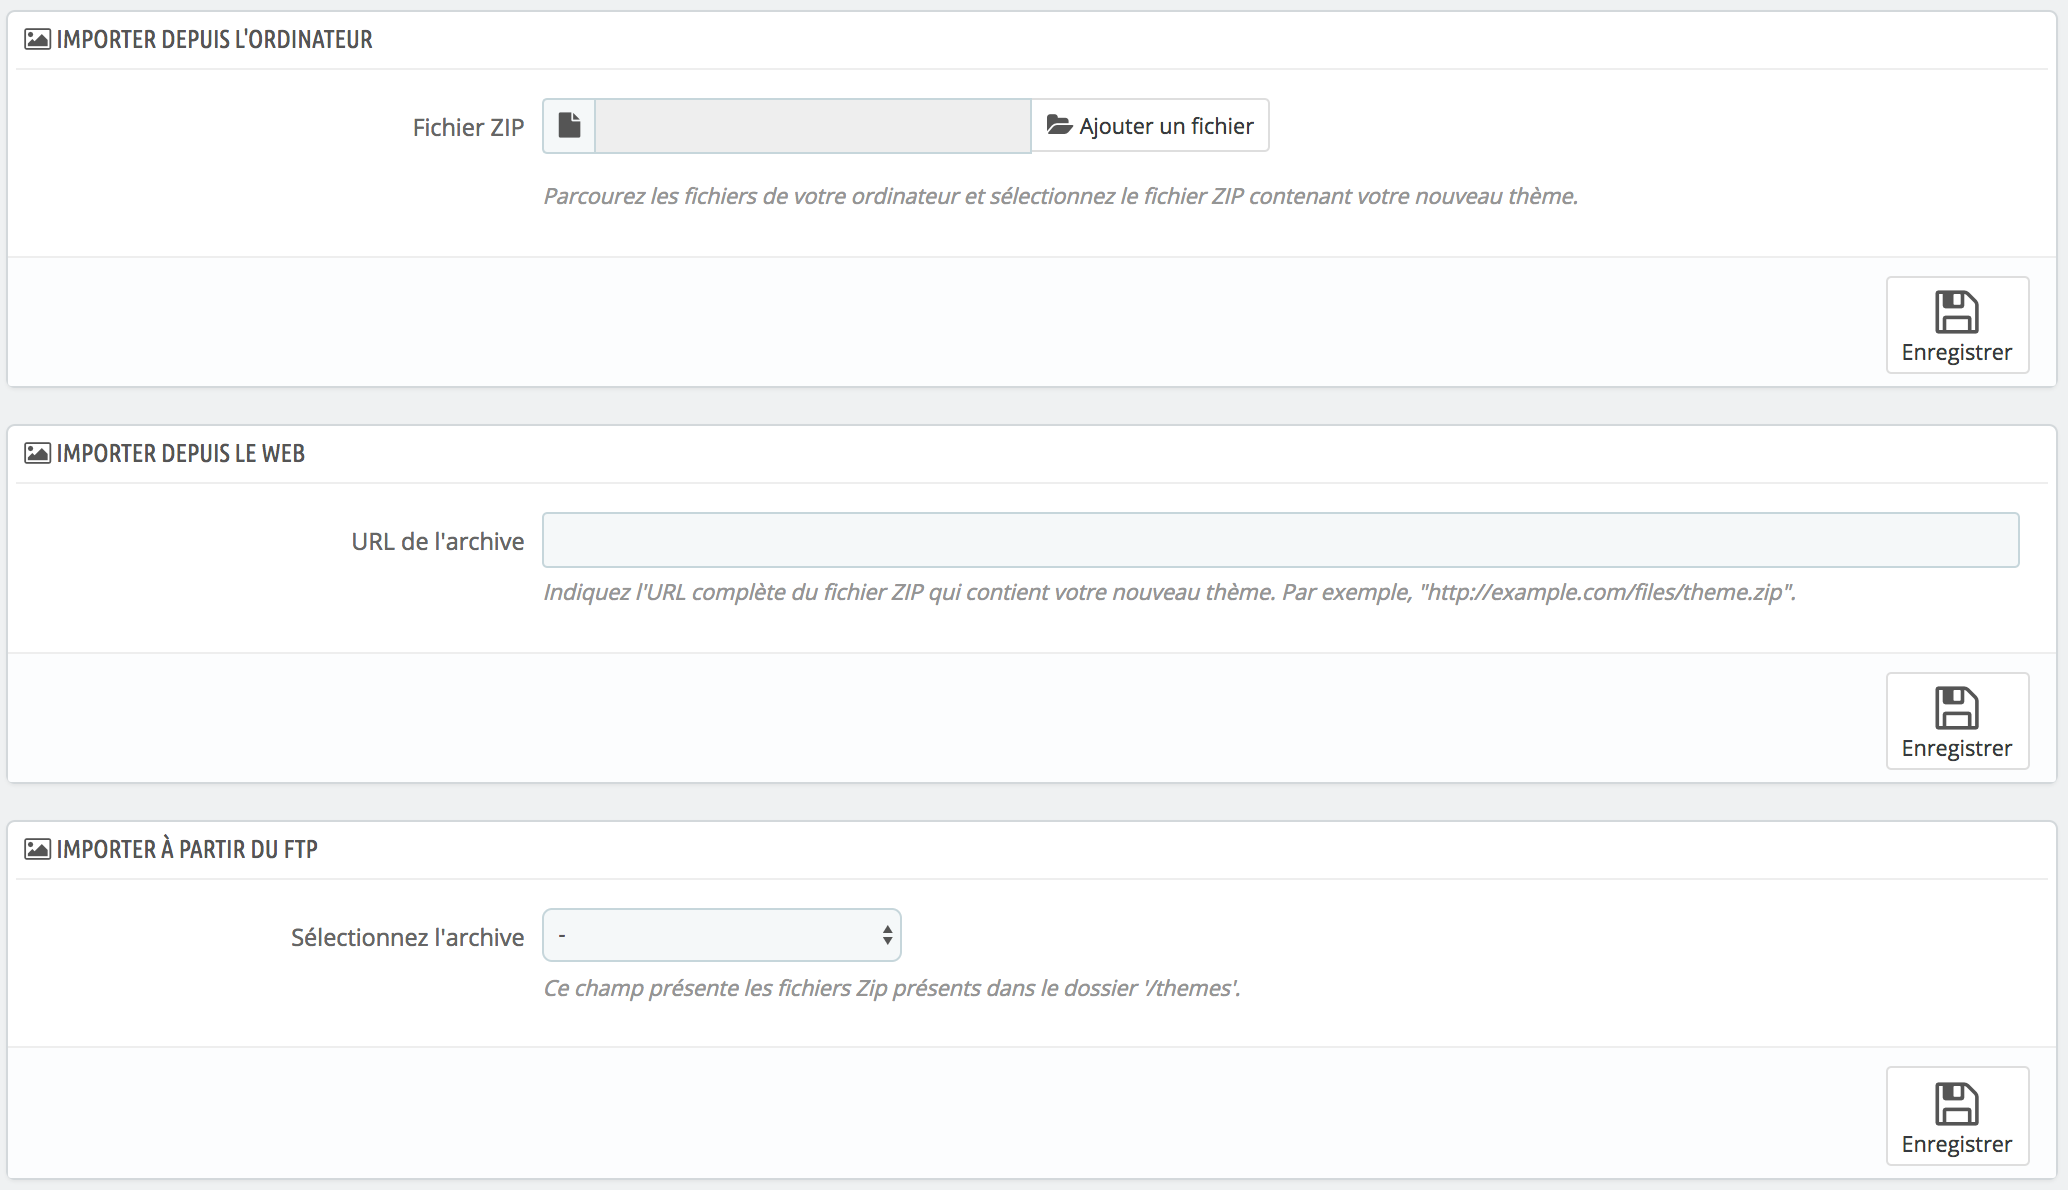 IMPORTER DEPUIS L'ORDINATEUR
Fichier ZIP
Ajouter un fichier
Parcourez les fichiers de votre ordinateur et sélectionnez le fichier ZIP contenant votre nouveau thème.
Enregistrer
IMPORTER DEPUIS LE WEB
URL de l'archive
Indiquez l'URL complète du fichier ZIP qui contient votre nouveau thème. Par exemple, "http://example.com/files/theme.zip".
Enregistrer
IMPORTER À PARTIR DU FTP
Sélectionnez l'archive
-
Ce champ présente les fichiers Zip présents dans le dossier '/themes'.
Enregistrer